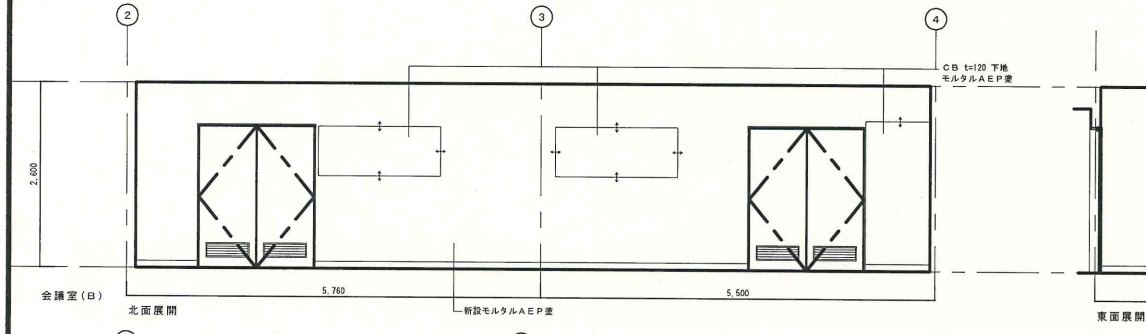 2
3
4
CB t=120 下地
モルタルAEP塗
2,600
会議室(B)
5,760
5,500
北面展開
新設モルタルAEP塗
東面展開